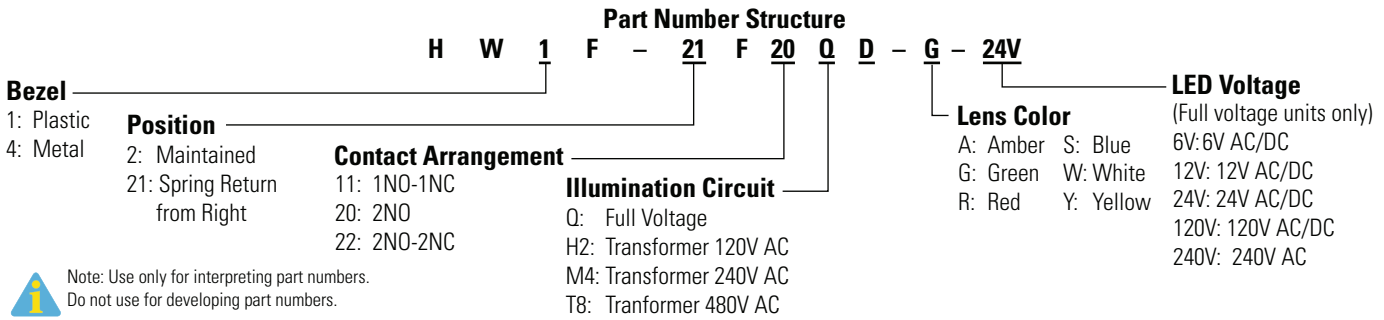 Part Number Structure
H W 1 F – 21 F 20 Q D – G – 24V
Bezel
1: Plastic
4: Metal
Position
2: Maintained
21: Spring Return
from Right
Contact Arrangement
11: 1NO-1NC
20: 2NO
22: 2NO-2NC
Illumination Circuit
Q: Full Voltage
H2: Transformer 120V AC
M4: Transformer 240V AC
T8: Tranformer 480V AC
Lens Color
A: Amber S: Blue
G: Green W: White
R: Red Y: Yellow
LED Voltage
(Full voltage units only)
6V: 6V AC/DC
12V: 12V AC/DC
24V: 24V AC/DC
120V: 120V AC/DC
240V: 240V AC
i
Note: Use only for interpreting part numbers.
Do not use for developing part numbers.